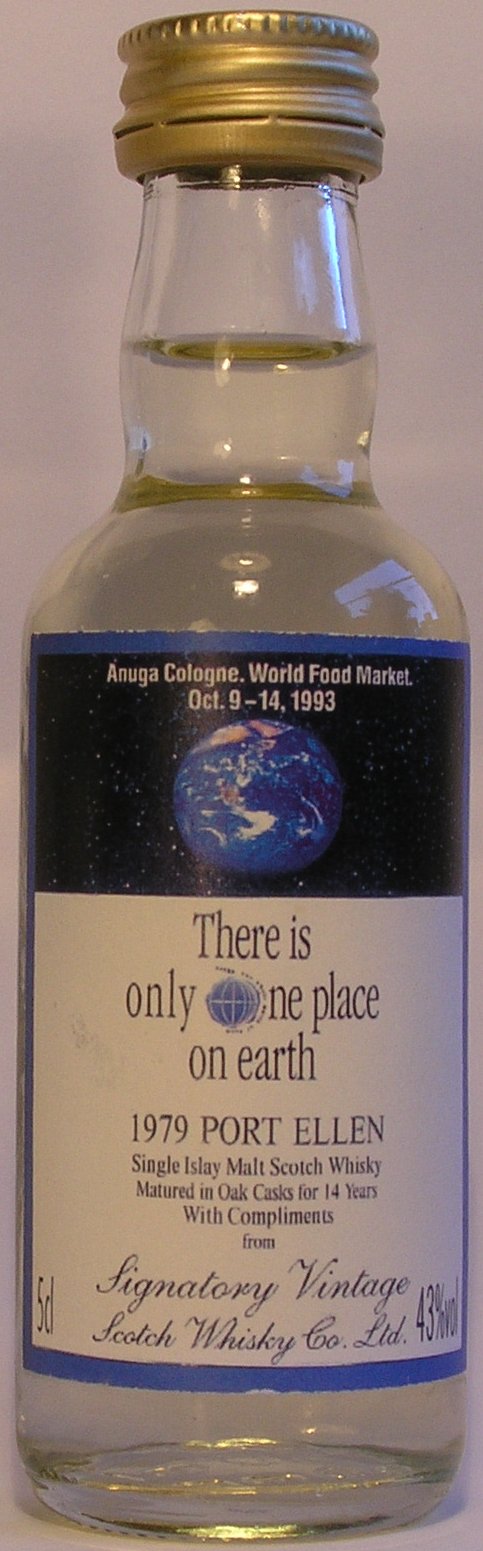 Anuga Cologne. World Food Market.
Oct. 9–14, 1993
There is
only One place
on earth
1979 PORT ELLEN
Single Islay Malt Scotch Whisky
Matured in Oak Casks for 14 Years
With Compliments
from
Signatory Vintage
Scotch Whisky Co. Ltd.
5cl
43%vol